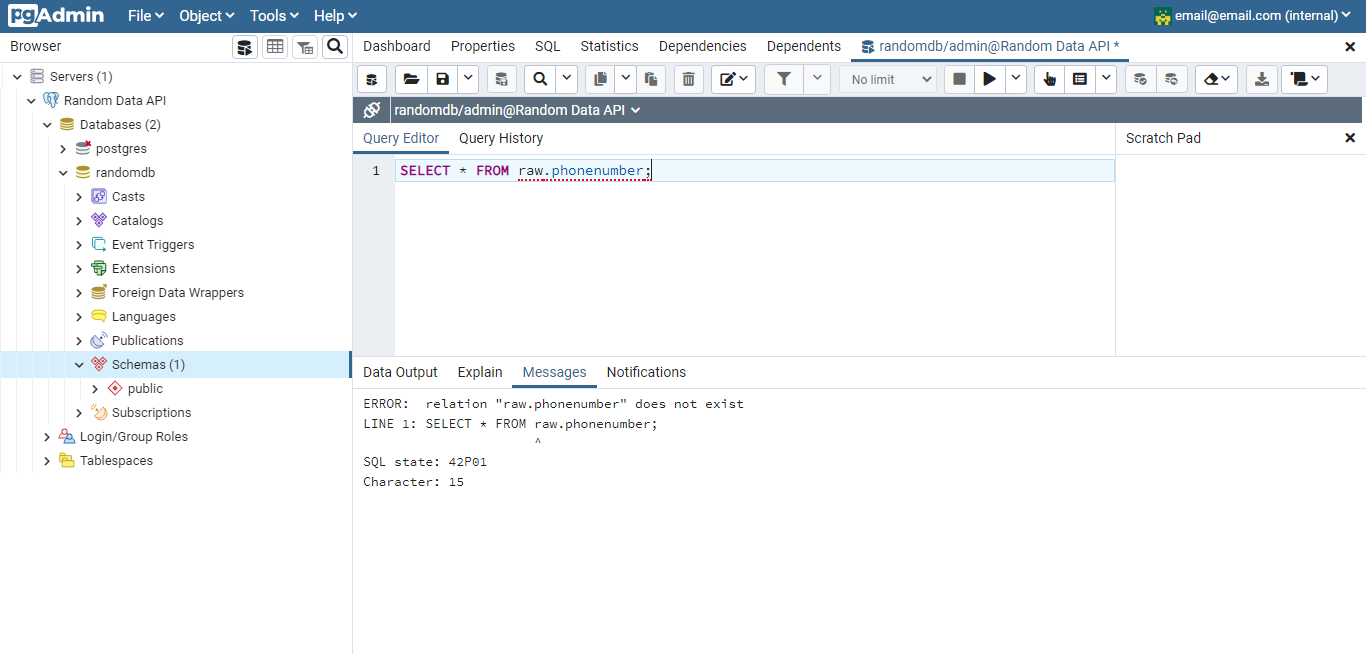 pgAdmin File Object Tools Help email@email.com (internal)
Browser
Dashboard Properties SQL Statistics Dependencies Dependents randomdb/admin@Random Data API *
Servers (1)
Random Data API
Databases (2)
postgres
randomdb
Casts
Catalogs
Event Triggers
Extensions
Foreign Data Wrappers
Languages
Publications
Schemas (1)
public
Subscriptions
Login/Group Roles
Tablespaces
No limit
randomdb/admin@Random Data API
Query Editor Query History
Scratch Pad
1 SELECT * FROM raw.phonenumber;
Data Output Explain Messages Notifications
ERROR:  relation "raw.phonenumber" does not exist
LINE 1: SELECT * FROM raw.phonenumber;
^
SQL state: 42P01
Character: 15